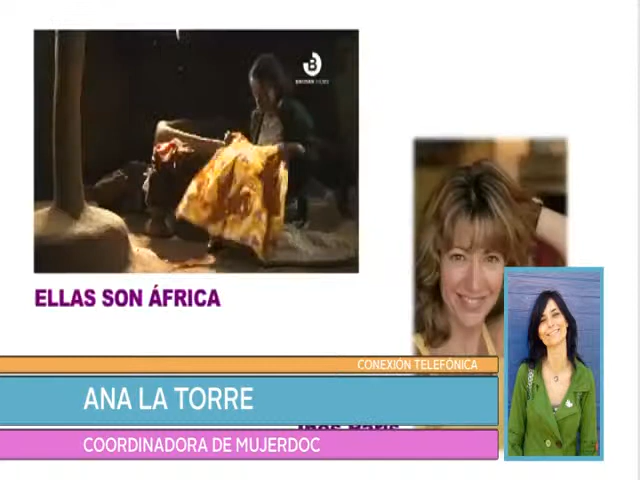 ELLAS SON ÁFRICA
CONEXIÓN TELEFÓNICA
ANA LA TORRE
COORDINADORA DE MUJERDOC